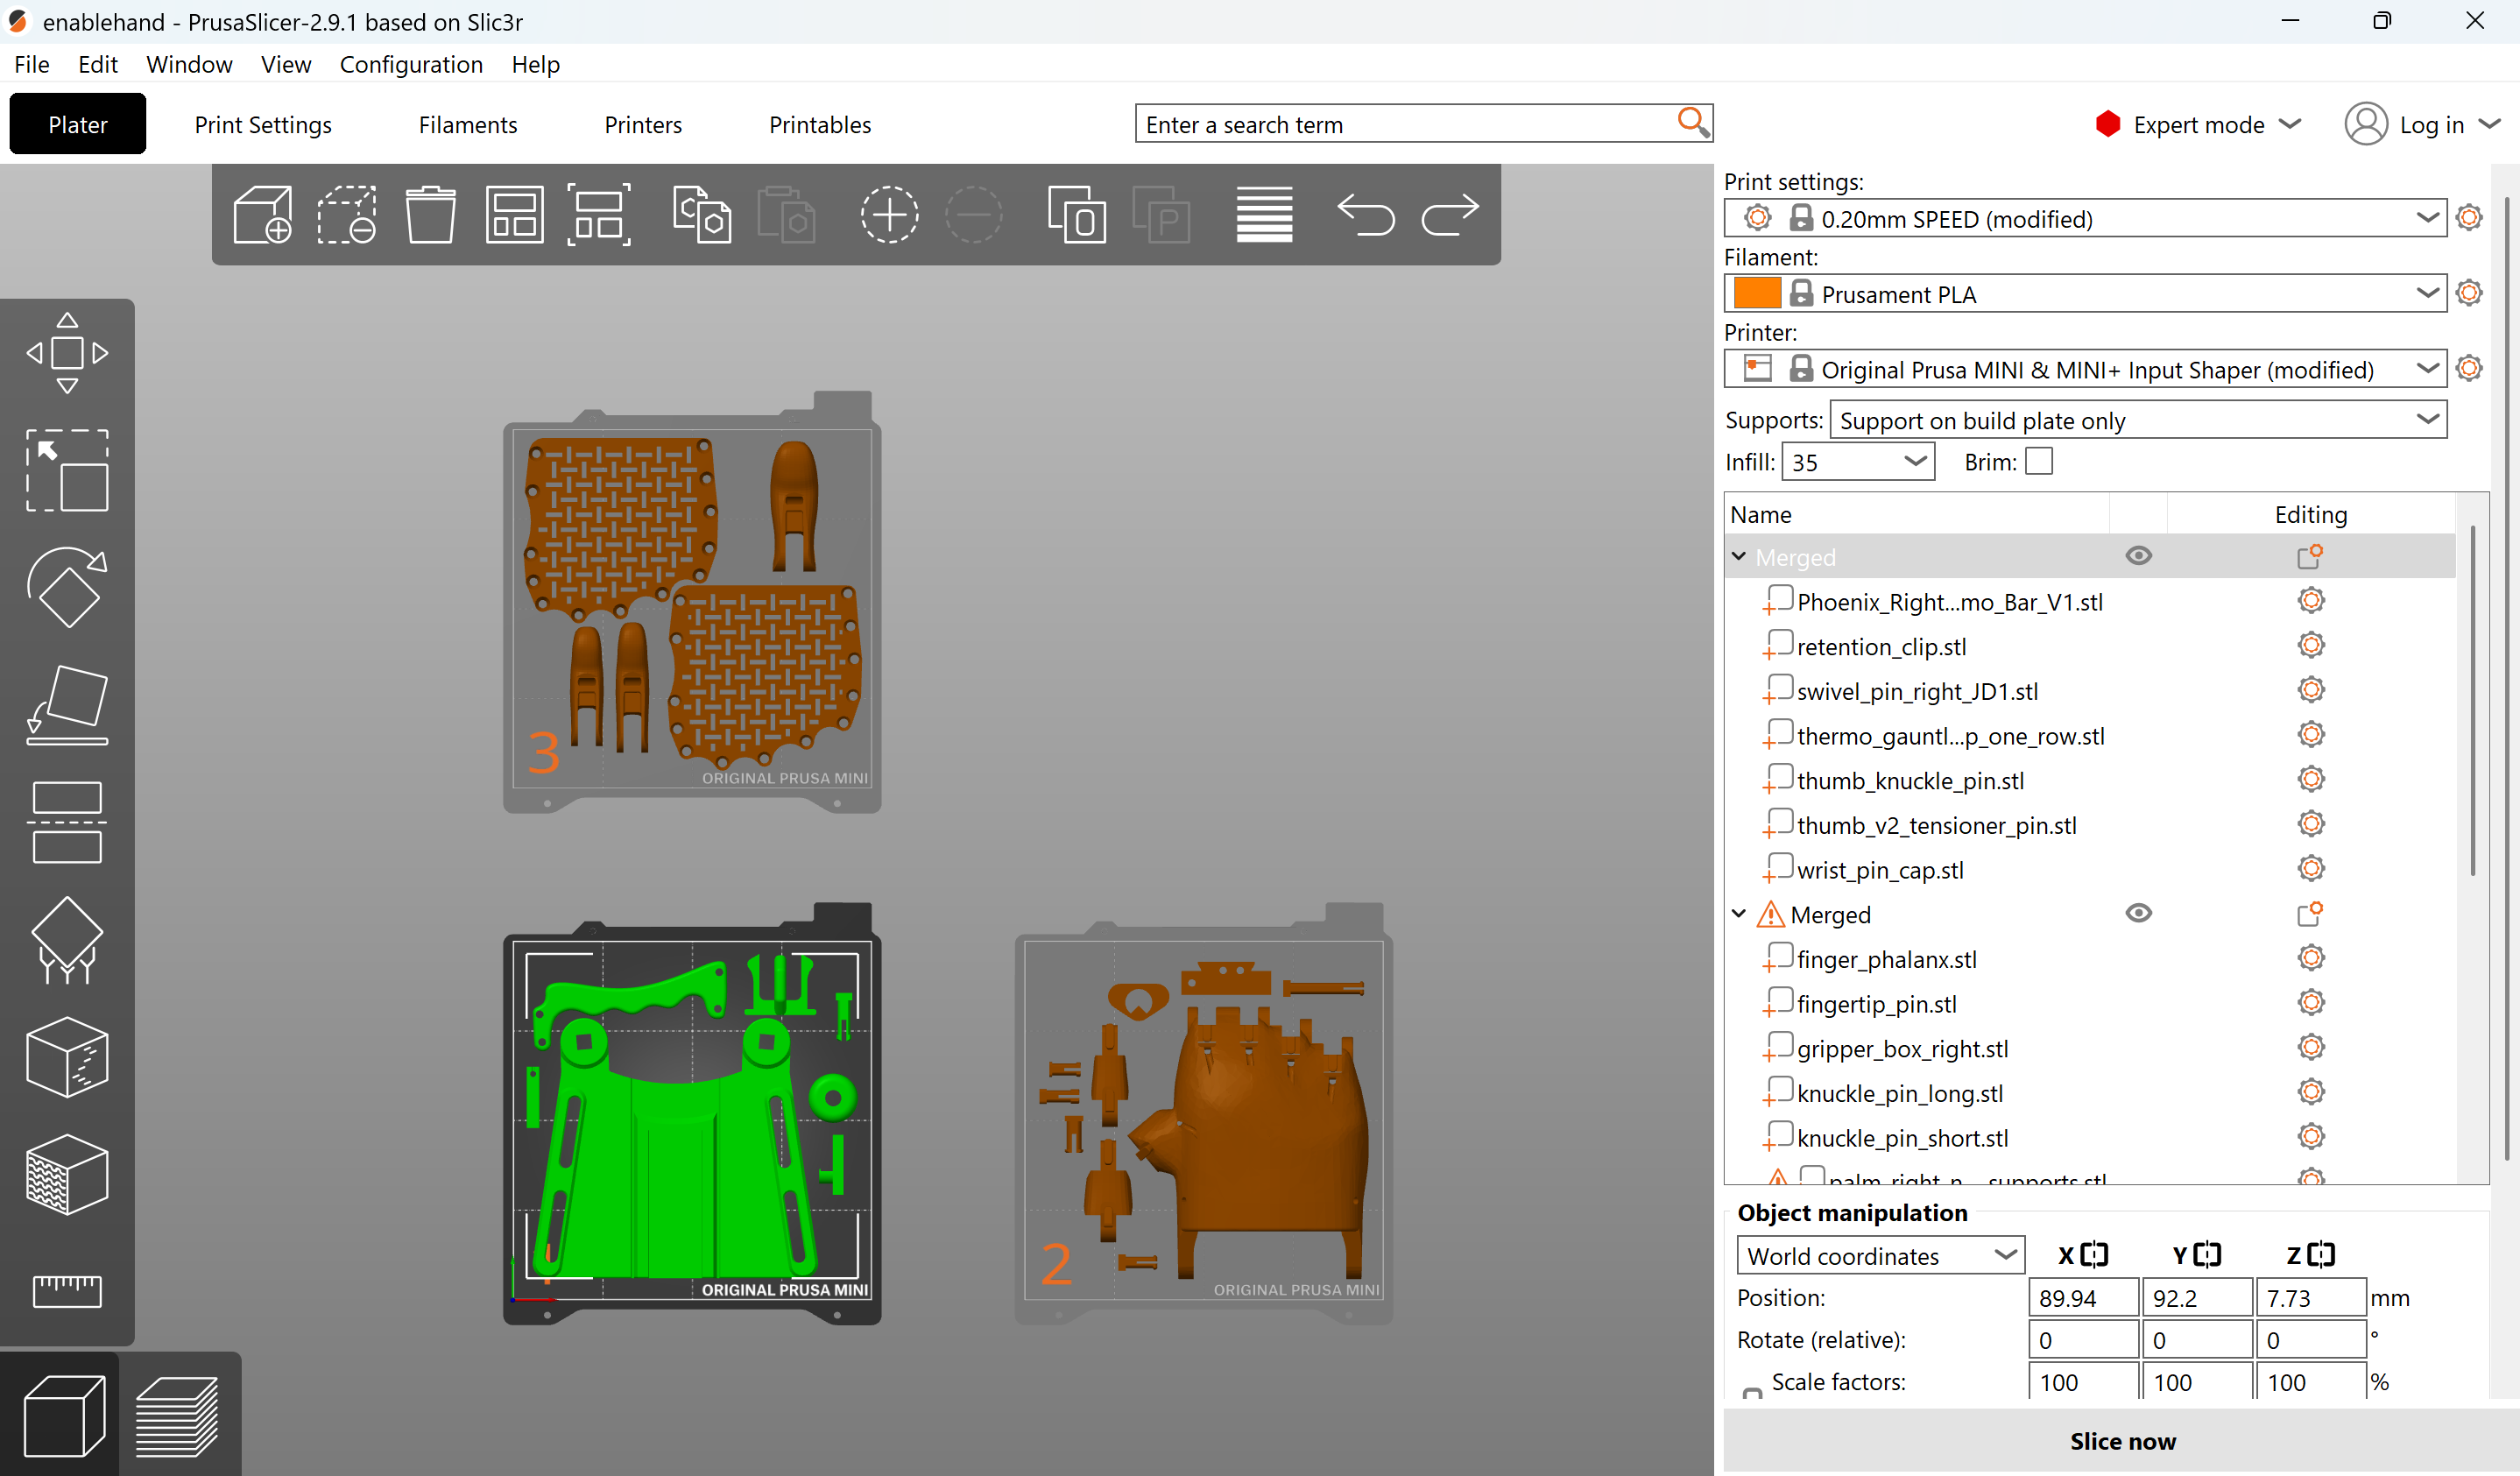 enablehand - PrusaSlicer-2.9.1 based on Slic3r
File Edit Window View Configuration Help
Plater Print Settings Filaments Printers Printables Enter a search term Expert mode Log in
Print settings:
0.20mm SPEED (modified)
Filament:
Prusament PLA
Printer:
Original Prusa MINI & MINI+ Input Shaper (modified)
Supports: Support on build plate only
Infill: 35 Brim:
Name Editing
Merged
Phoenix_Right...mo_Bar_V1.stl
retention_clip.stl
swivel_pin_right_JD1.stl
thermo_gauntl...p_one_row.stl
thumb_knuckle_pin.stl
thumb_v2_tensioner_pin.stl
wrist_pin_cap.stl
Merged
finger_phalanx.stl
fingertip_pin.stl
gripper_box_right.stl
knuckle_pin_long.stl
knuckle_pin_short.stl
palm_right_n..._supports.stl
Object manipulation
World coordinates X Y Z
Position: 89.94 92.2 7.73 mm
Rotate (relative): 0 0 0 °
Scale factors: 100 100 100 %
Slice now
3
ORIGINAL PRUSA MINI
ORIGINAL PRUSA MINI
2
ORIGINAL PRUSA MINI